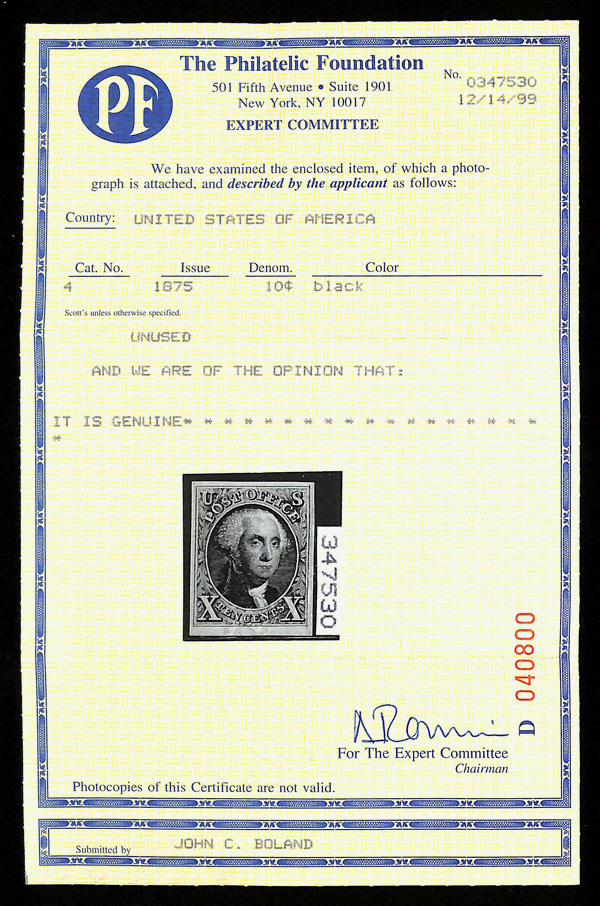 PF
The Philatelic Foundation
501 Fifth Avenue • Suite 1901
New York, NY 10017
EXPERT COMMITTEE
No. 0347530
12/14/99
We have examined the enclosed item, of which a photo-
graph is attached, and described by the applicant as follows:
Country: UNITED STATES OF AMERICA
Cat. No. Issue Denom. Color
4 1875 10¢ black
Scott's unless otherwise specified.
UNUSED
AND WE ARE OF THE OPINION THAT:
IT IS GENUINE* * * * * * * * * * * * * * * * * *
*
U S
POST OFFICE
X TEN CENTS X
347530
D 040800
For The Expert Committee
Chairman
Photocopies of this Certificate are not valid.
Submitted by JOHN C. BOLAND